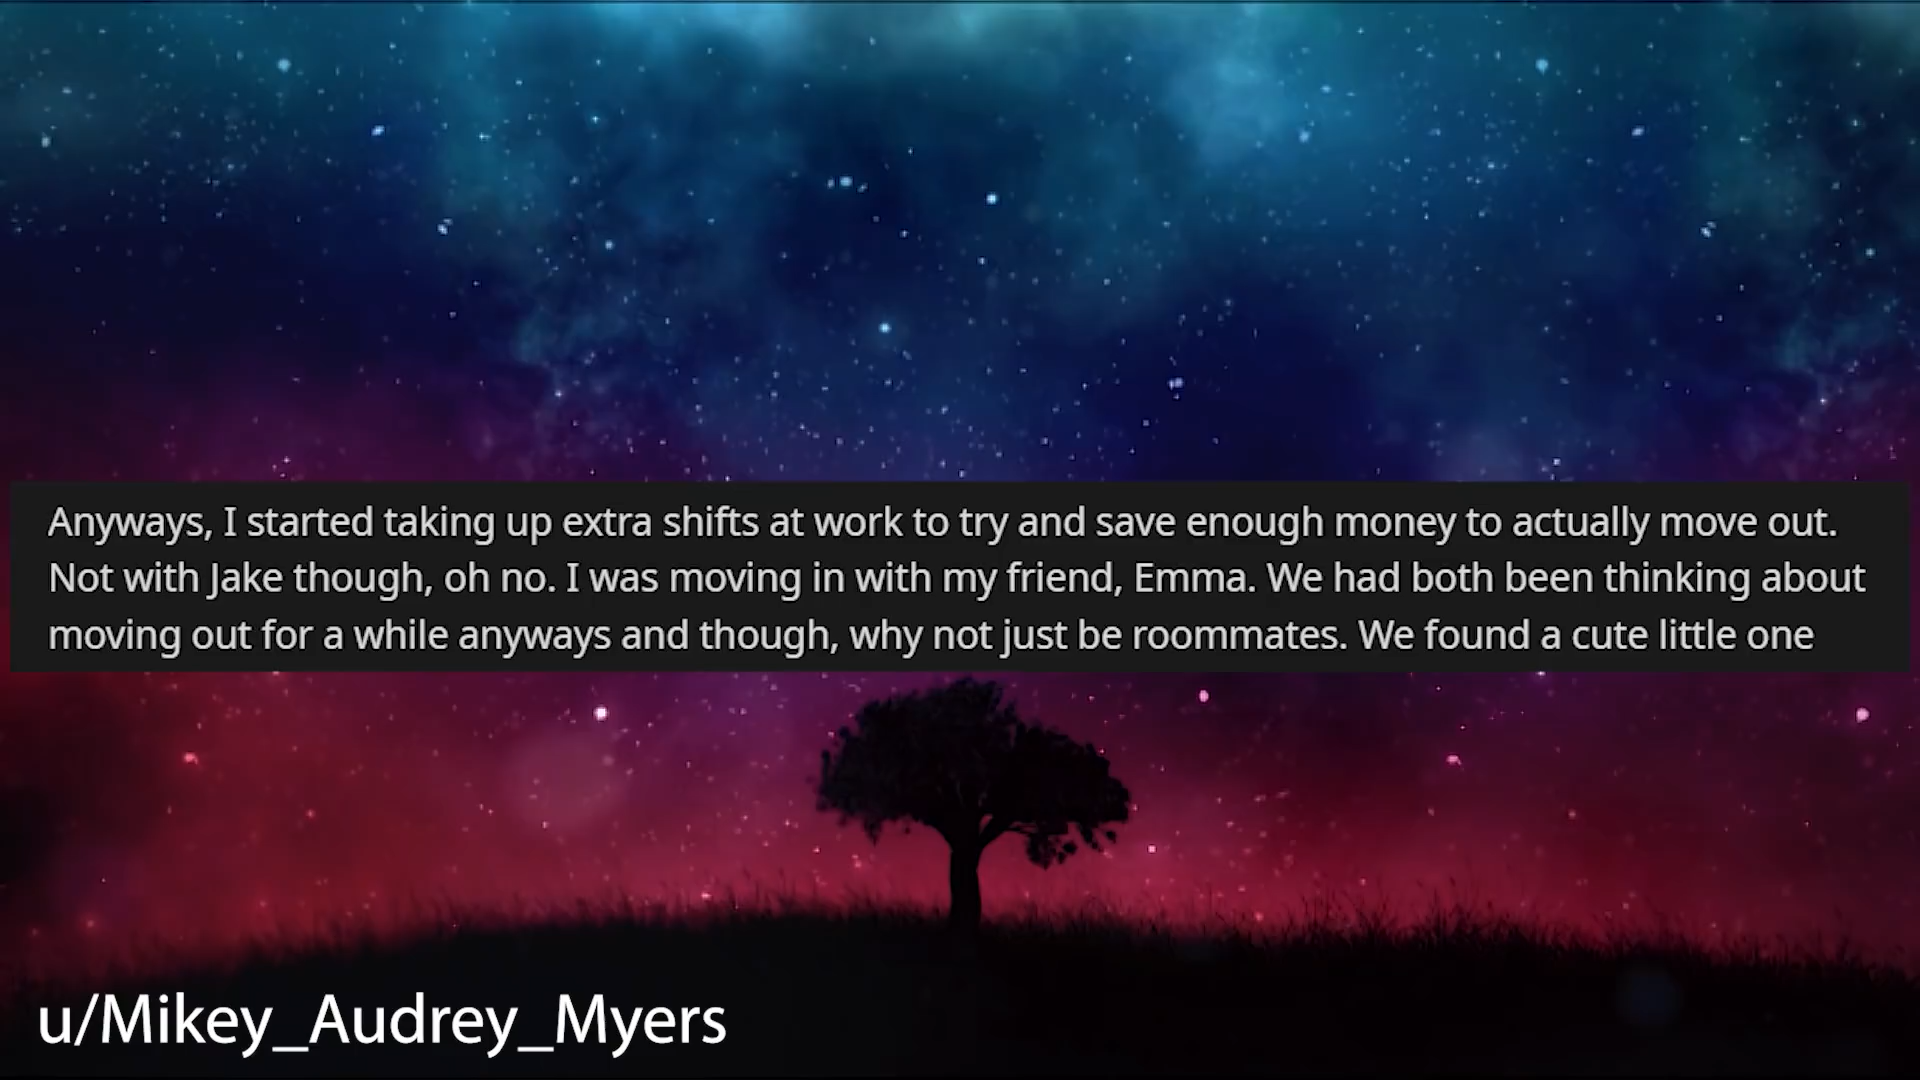 Anyways, I started taking up extra shifts at work to try and save enough money to actually move out.
Not with Jake though, oh no. I was moving in with my friend, Emma. We had both been thinking about
moving out for a while anyways and though, why not just be roommates. We found a cute little one
u/Mikey_Audrey_Myers